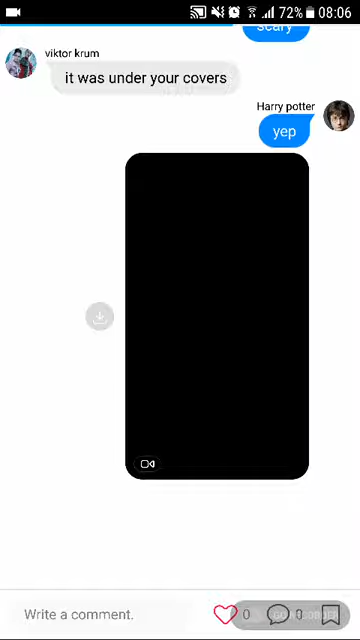 72% 08:06
scary
viktor krum
it was under your covers
Harry potter
yep
Write a comment.
0
0